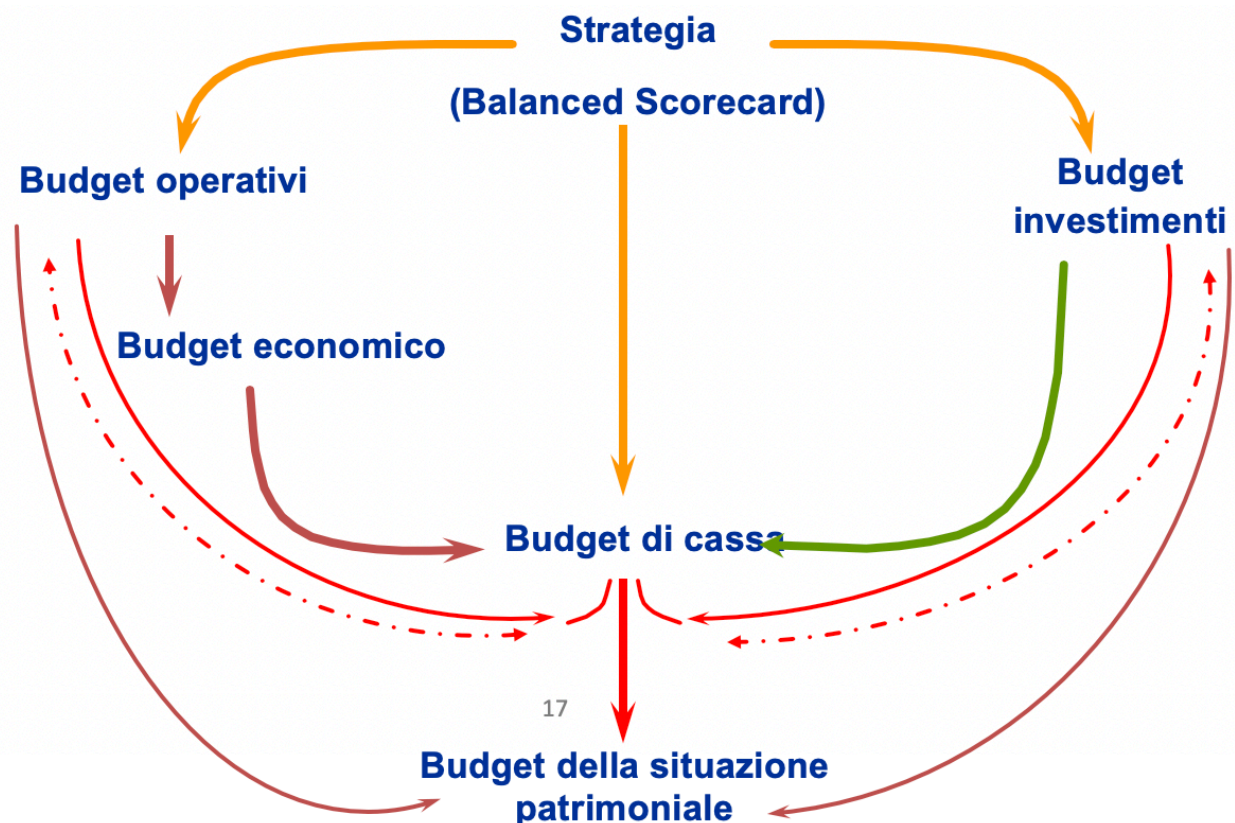 Strategia
(Balanced Scorecard)
Budget operativi
Budget
investimenti
Budget economico
Budget di cassa
17
Budget della situazione
patrimoniale